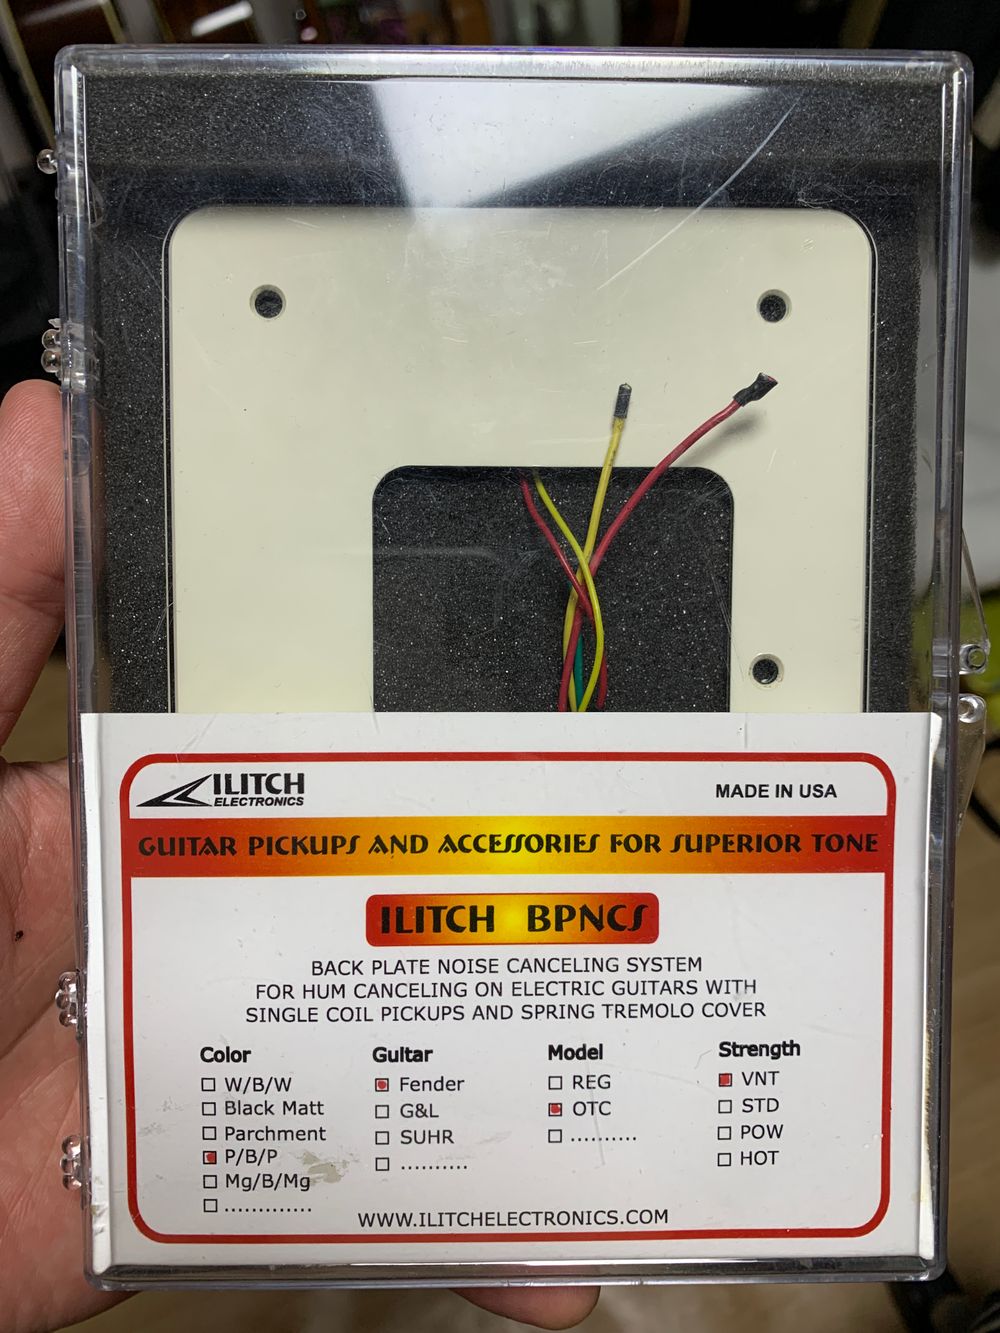 ILITCH
ELECTRONICS
MADE IN USA
GUITAR PICKUPS AND ACCESSORIES FOR SUPERIOR TONE
ILITCH BPNCS
BACK PLATE NOISE CANCELING SYSTEM
FOR HUM CANCELING ON ELECTRIC GUITARS WITH
SINGLE COIL PICKUPS AND SPRING TREMOLO COVER
Color
W/B/W
Black Matt
Parchment
P/B/P
Mg/B/Mg
.............
Guitar
Fender
G&L
SUHR
..........
Model
REG
OTC
..........
Strength
VNT
STD
POW
HOT
WWW.ILITCHELECTRONICS.COM